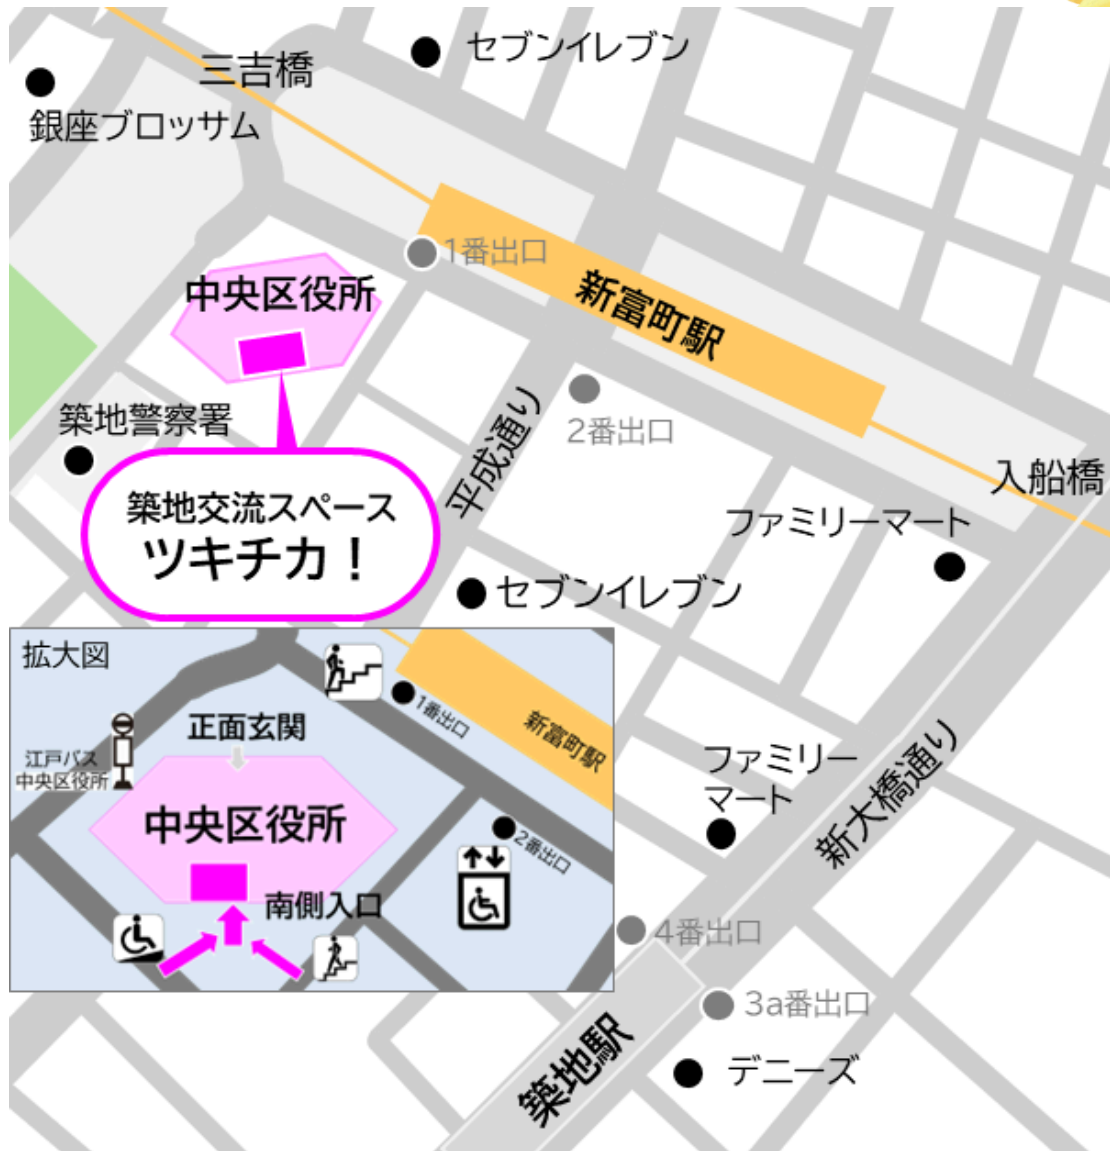 セブンイレブン
三吉橋
銀座ブロッサム
1番出口
中央区役所
新富町駅
築地警察署
2番出口
平成通り
入船橋
築地交流スペース
ツキチカ！
ファミリーマート
セブンイレブン
拡大図
1番出口
正面玄関
新富町駅
江戸バス
中央区役所
中央区役所
2番出口
南側入口
ファミリー
マート
新大橋通り
4番出口
3a番出口
築地駅
デニーズ